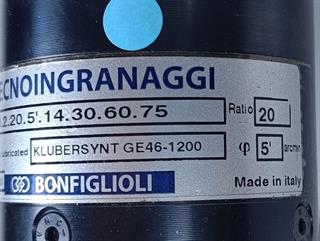 CNOINGRANAGGI
.2.20.5'.14.30.60.75 Ratio 20
ubricated KLUBERSYNT GE46-1200 φ 5' arcmin
BONFIGLIOLI Made in italy